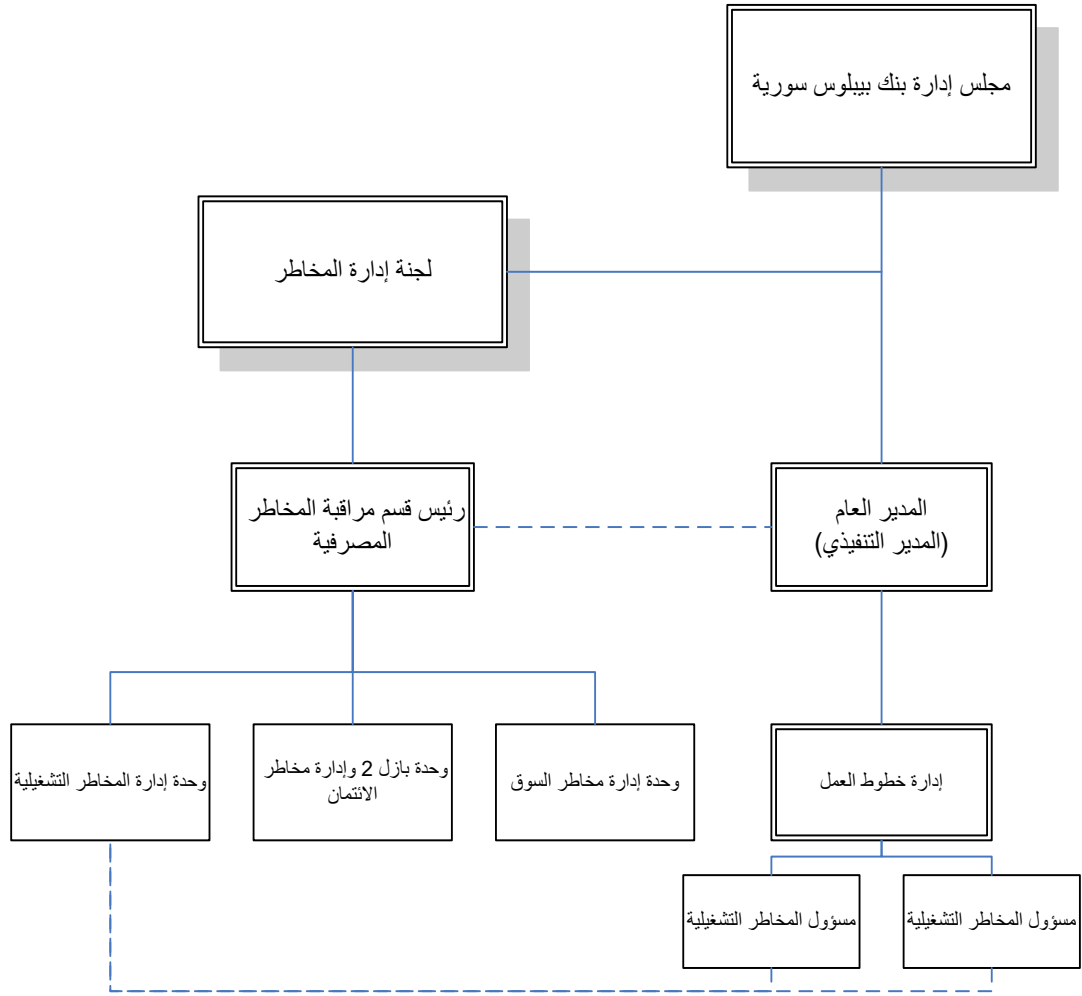 مجلس إدارة بنك بيبلوس سورية
لجنة إدارة المخاطر
رئيس قسم مراقبة المخاطر
المصرفية
المدير العام
(المدير التنفيذي)
وحدة إدارة المخاطر التشغيلية
وحدة بازل 2 وإدارة مخاطر
الائتمان
وحدة إدارة مخاطر السوق
إدارة خطوط العمل
مسؤول المخاطر التشغيلية
مسؤول المخاطر التشغيلية